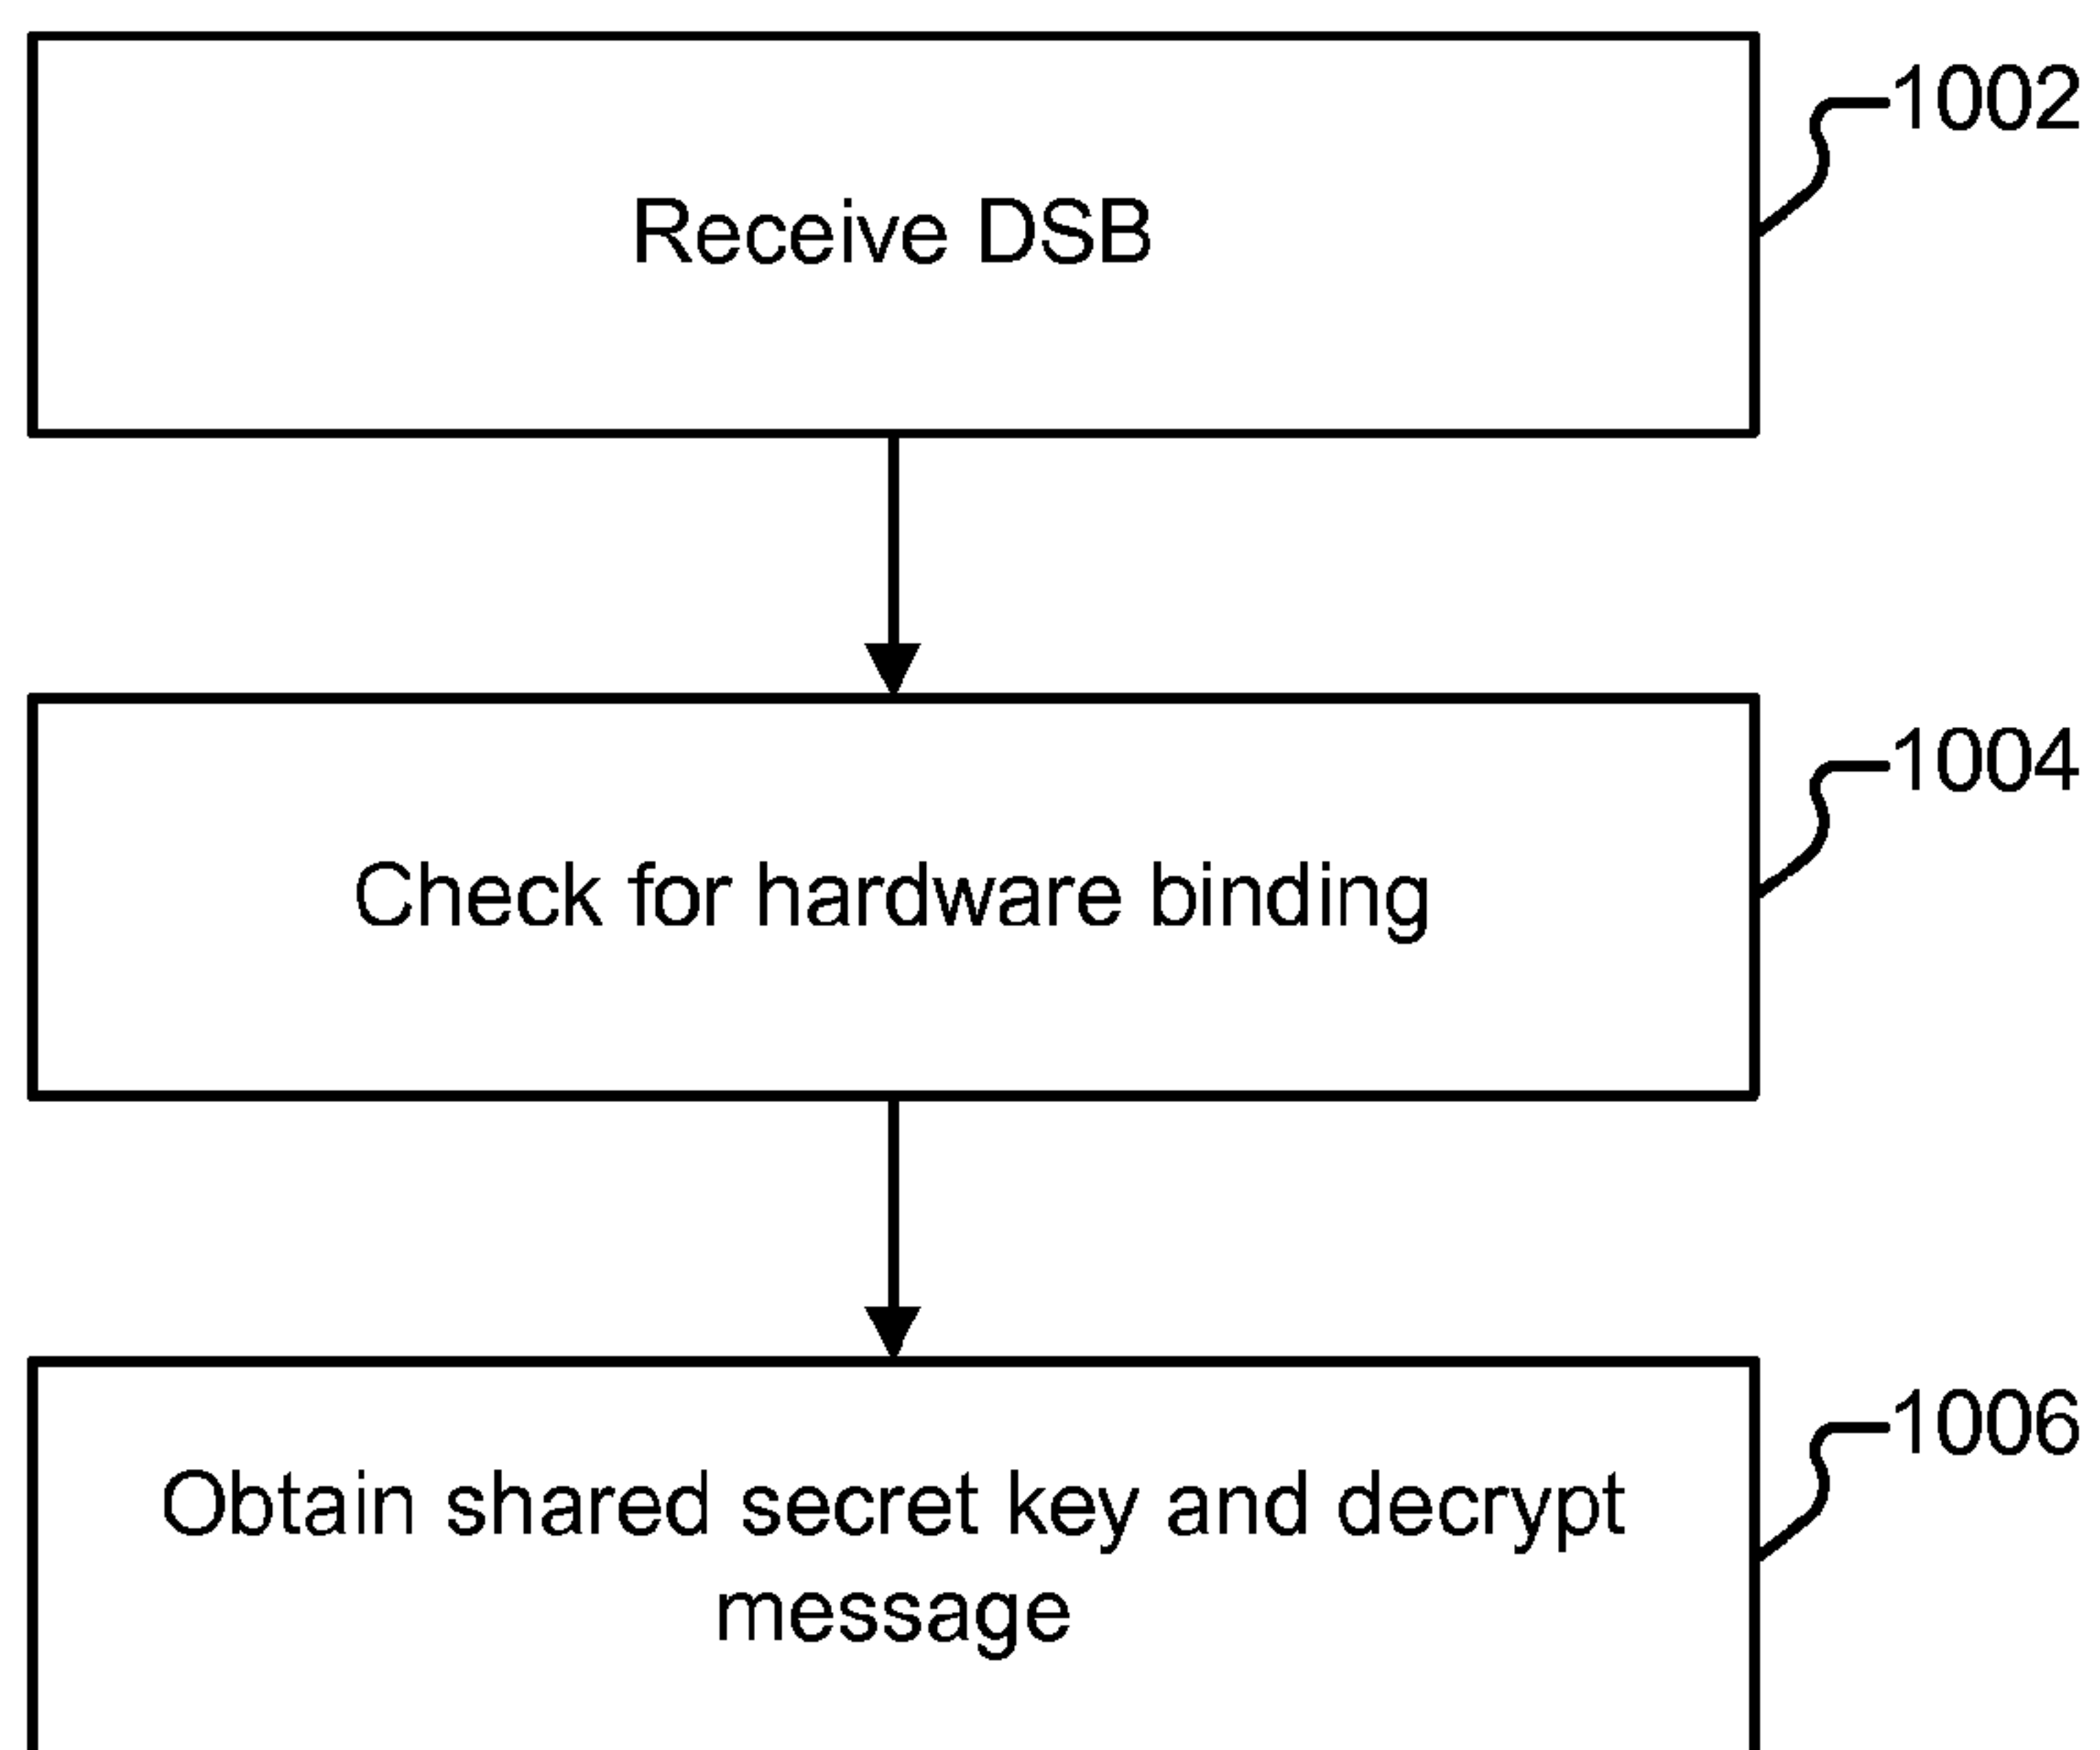 1002
Receive DSB
1004
Check for hardware binding
1006
Obtain shared secret key and decrypt
message